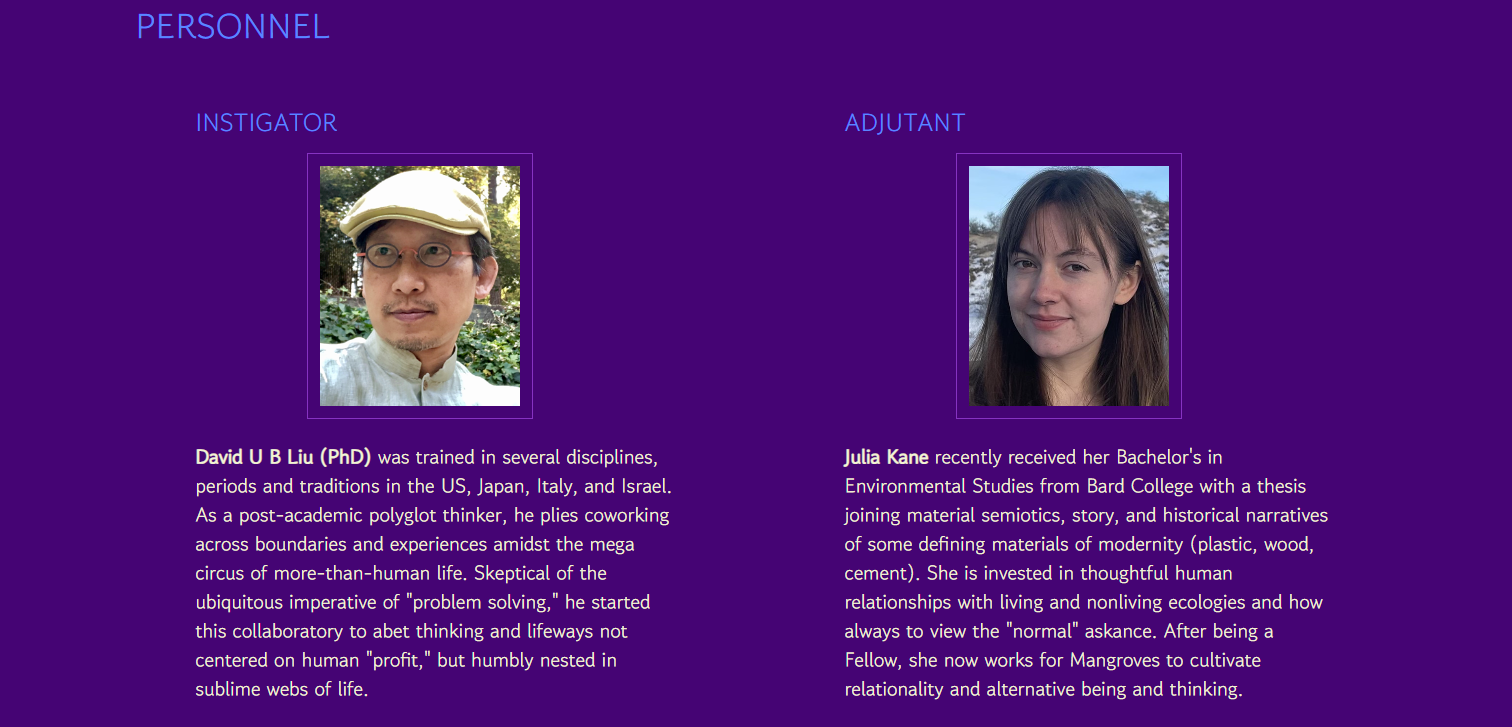 PERSONNEL
INSTIGATOR
David U B Liu (PhD) was trained in several disciplines,
periods and traditions in the US, Japan, Italy, and Israel.
As a post-academic polyglot thinker, he plies coworking
across boundaries and experiences amidst the mega
circus of more-than-human life. Skeptical of the
ubiquitous imperative of "problem solving," he started
this collaboratory to abet thinking and lifeways not
centered on human "profit," but humbly nested in
sublime webs of life.
ADJUTANT
Julia Kane recently received her Bachelor's in
Environmental Studies from Bard College with a thesis
joining material semiotics, story, and historical narratives
of some defining materials of modernity (plastic, wood,
cement). She is invested in thoughtful human
relationships with living and nonliving ecologies and how
always to view the "normal" askance. After being a
Fellow, she now works for Mangroves to cultivate
relationality and alternative being and thinking.